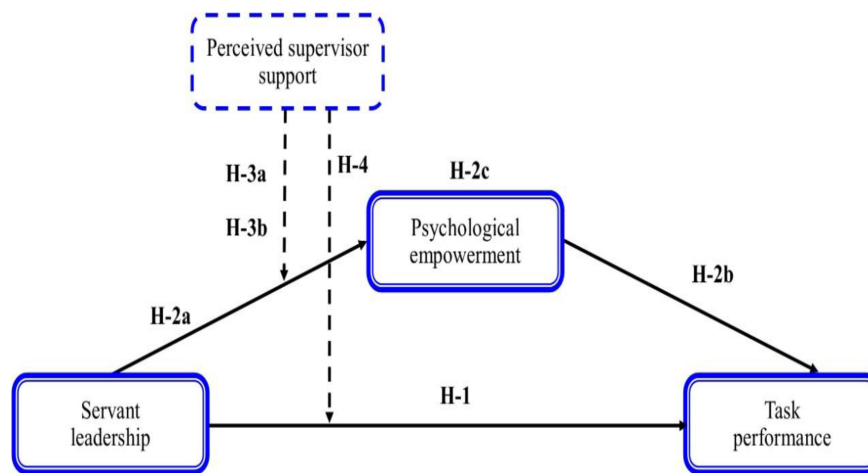 Perceived supervisor
support
H-3a
H-4
H-2c
H-3b
Psychological
empowerment
H-2b
H-2a
H-1
Servant
leadership
Task
performance